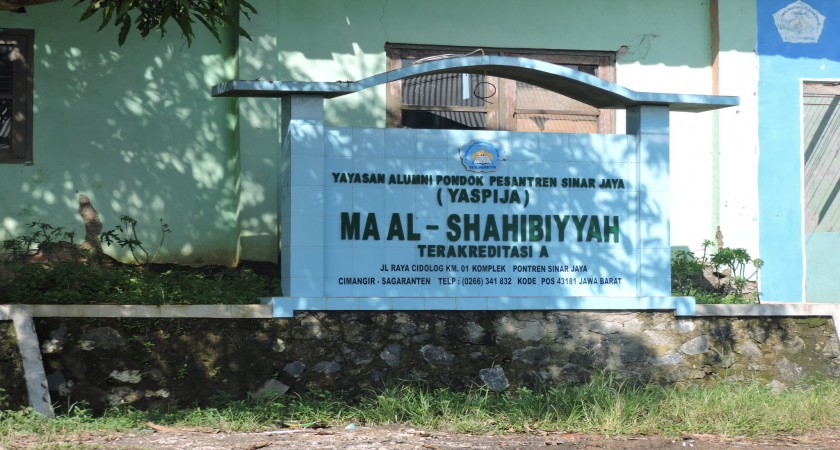 YAYASAN ALUMNI PONDOK PESANTREN SINAR JAYA
( YASPIJA )
MA AL - SHAHIBIYYAH
TERAKREDITASI A
JL RAYA CIDOLOG KM. 01 KOMPLEK PONTREN SINAR JAYA
CIMANGIR - SAGARANTEN TELP : (0266) 341 832 KODE POS 43181 JAWA BARAT